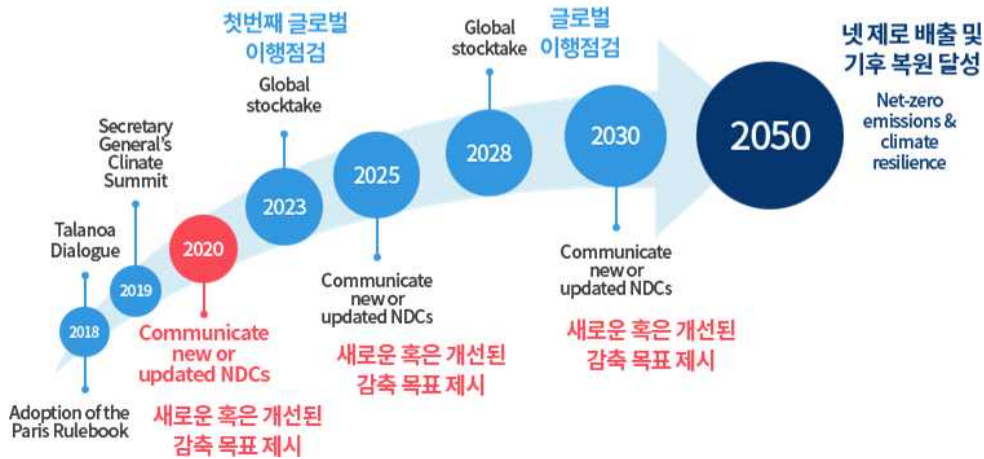 첫번째 글로벌
이행점검
Global
stocktake
글로벌
이행점검
Global
stocktake
넷 제로 배출 및
기후 복원 달성
Net-zero
emissions &
climate
resilience
Secretary
General's
Clinate
Summit
Talanoa
Dialogue
2018
2019
2020
2023
2025
2028
2030
2050
Adoption of the
Paris Rulebook
Communicate
new or
updated NDCs
새로운 혹은 개선된
감축 목표 제시
Communicate
new or
updated NDCs
새로운 혹은 개선된
감축 목표 제시
Communicate
new or
updated NDCs
새로운 혹은 개선된
감축 목표 제시